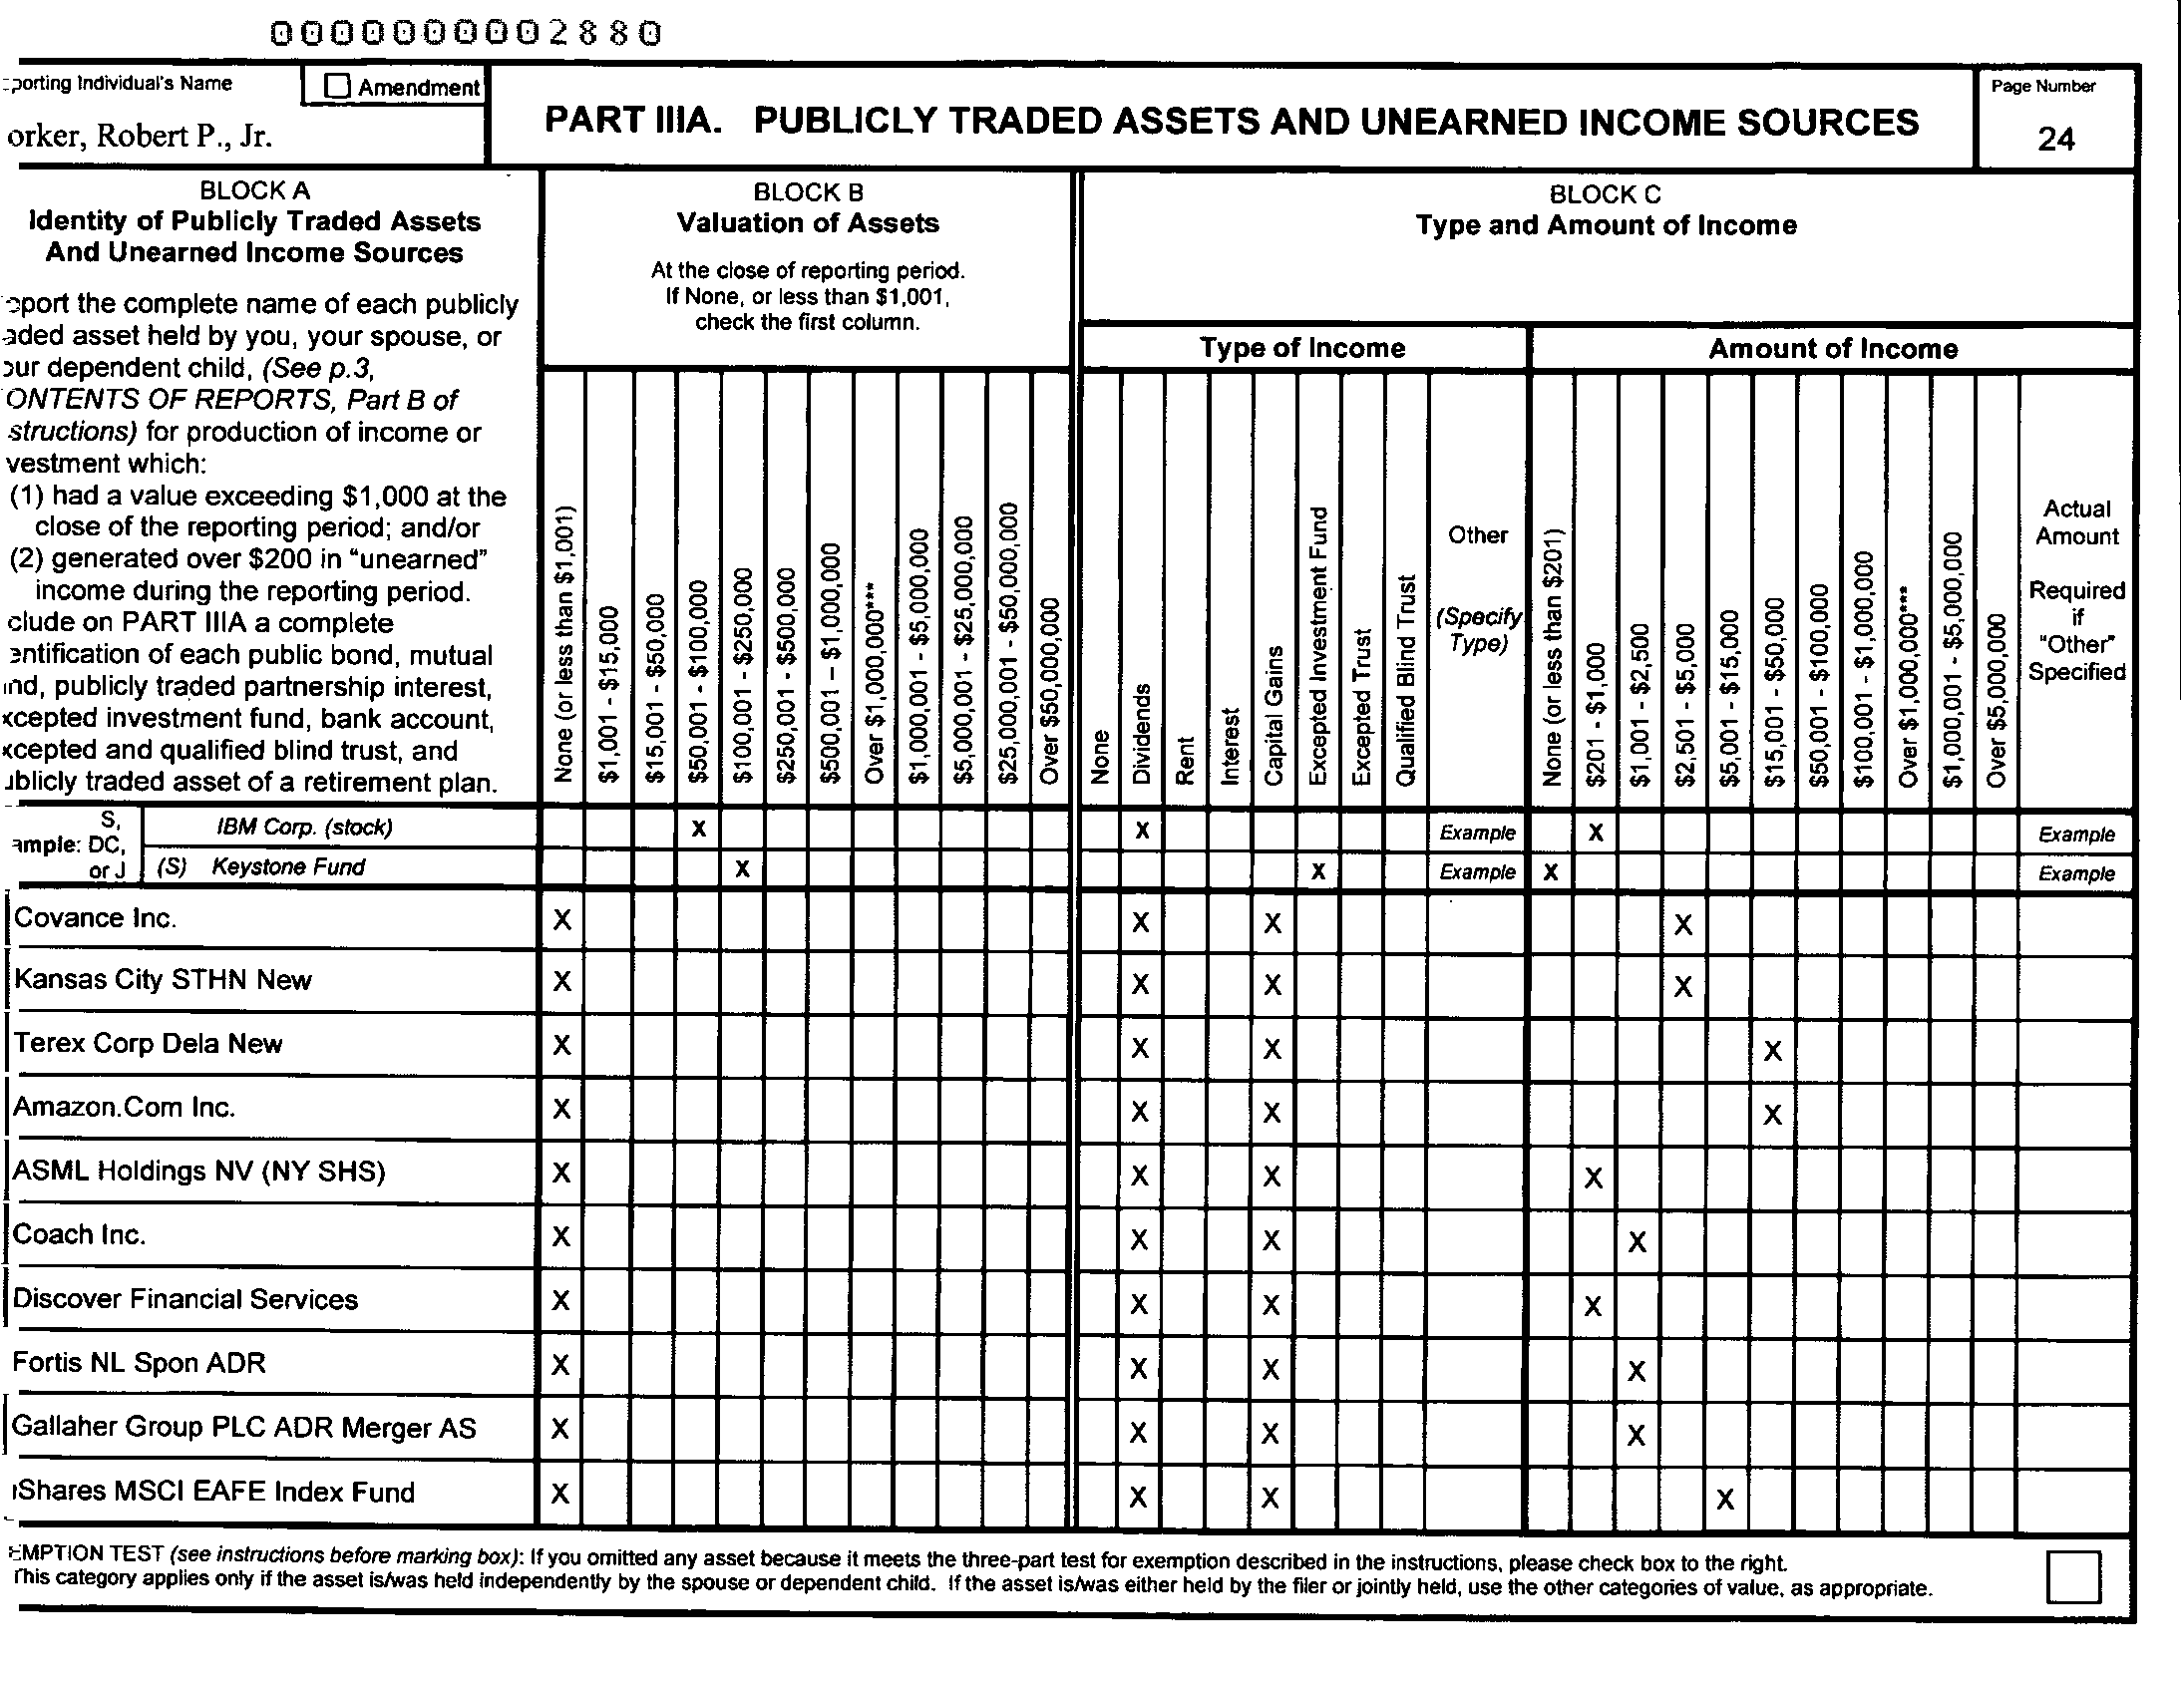 0000000002880
porting Individual's Name
Amendment
orker, Robert P., Jr.
PART IIIA. PUBLICLY TRADED ASSETS AND UNEARNED INCOME SOURCES
Page Number
24
BLOCK A
Identity of Publicly Traded Assets
And Unearned Income Sources
port the complete name of each publicly
aded asset held by you, your spouse, or
our dependent child, (See p.3,
ONTENTS OF REPORTS, Part B of
structions) for production of income or
vestment which:
(1) had a value exceeding $1,000 at the
close of the reporting period; and/or
(2) generated over $200 in "unearned"
income during the reporting period.
clude on PART IIIA a complete
entification of each public bond, mutual
nd, publicly traded partnership interest,
xcepted investment fund, bank account,
xcepted and qualified blind trust, and
ublicly traded asset of a retirement plan.
BLOCK B
Valuation of Assets
At the close of reporting period.
If None, or less than $1,001,
check the first column.
None (or less than $1,001)
$1,001 - $15,000
$15,001 - $50,000
$50,001 - $100,000
$100,001 - $250,000
$250,001 - $500,000
$500,001 – $1,000,000
Over $1,000,000***
$1,000,001 - $5,000,000
$5,000,001 - $25,000,000
$25,000,001 - $50,000,000
Over $50,000,000
BLOCK C
Type and Amount of Income
Type of Income
None
Dividends
Rent
Interest
Capital Gains
Excepted Investment Fund
Excepted Trust
Qualified Blind Trust
Other
(Specify
Type)
Amount of Income
None (or less than $201)
$201 - $1,000
$1,001 - $2,500
$2,501 - $5,000
$5,001 - $15,000
$15,001 - $50,000
$50,001 - $100,000
$100,001 - $1,000,000
Over $1,000,000***
$1,000,001 - $5,000,000
Over $5,000,000
Actual
Amount
Required
if
"Other"
Specified
ample: S, DC, or J
IBM Corp. (stock) X X Example X Example
(S) Keystone Fund X X Example X Example
Covance Inc. X X X X
Kansas City STHN New X X X X
Terex Corp Dela New X X X X
Amazon.Com Inc. X X X X
ASML Holdings NV (NY SHS) X X X X
Coach Inc. X X X X
Discover Financial Services X X X X
Fortis NL Spon ADR X X X X
Gallaher Group PLC ADR Merger AS X X X X
iShares MSCI EAFE Index Fund X X X X
EMPTION TEST (see instructions before marking box): If you omitted any asset because it meets the three-part test for exemption described in the instructions, please check box to the right.
This category applies only if the asset is/was held independently by the spouse or dependent child. If the asset is/was either held by the filer or jointly held, use the other categories of value, as appropriate.